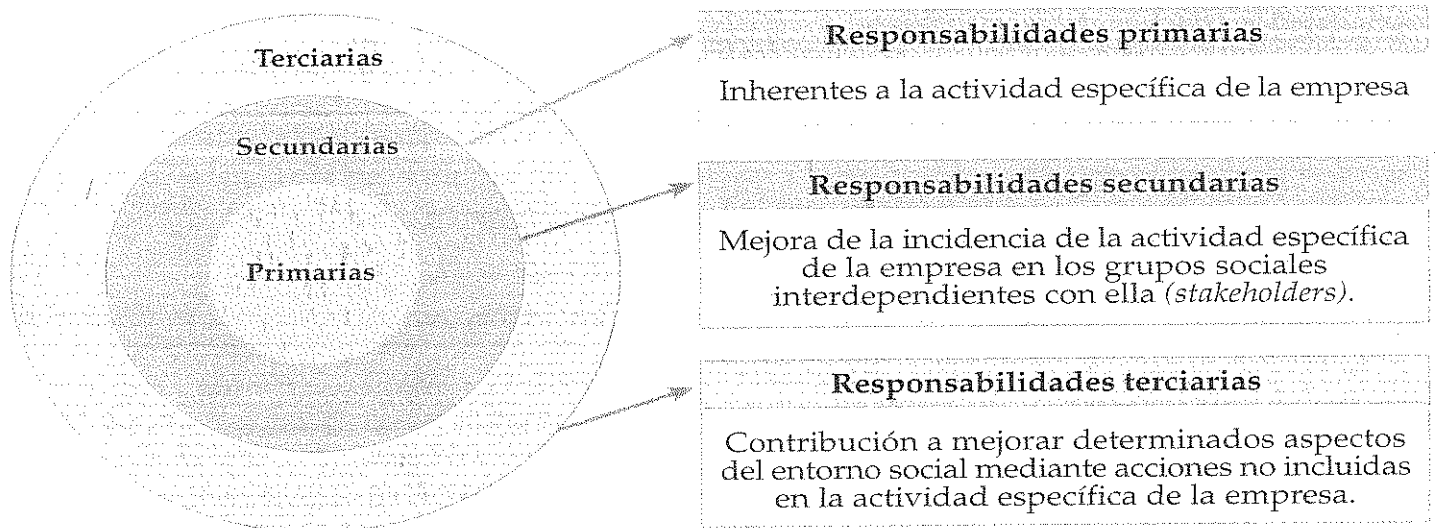 Terciarias
Secundarias
Primarias
Responsabilidades primarias
Inherentes a la actividad específica de la empresa
Responsabilidades secundarias
Mejora de la incidencia de la actividad específica
de la empresa en los grupos sociales
interdependientes con ella (stakeholders).
Responsabilidades terciarias
Contribución a mejorar determinados aspectos
del entorno social mediante acciones no incluidas
en la actividad específica de la empresa.